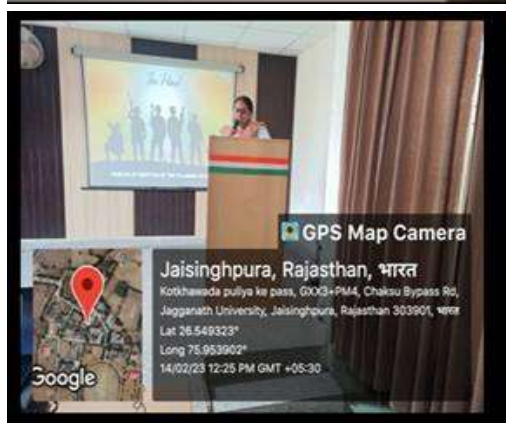 GPS Map Camera
Jaisinghpura, Rajasthan, भारत
Kotkhawada puliya ke pass, GXX3+PM4, Chaksu Bypass Rd,
Jagganath University, Jaisinghpura, Rajasthan 303901, भारत
Lat 26.549323°
Long 75.953902°
14/02/23 12:25 PM GMT +05:30
Google